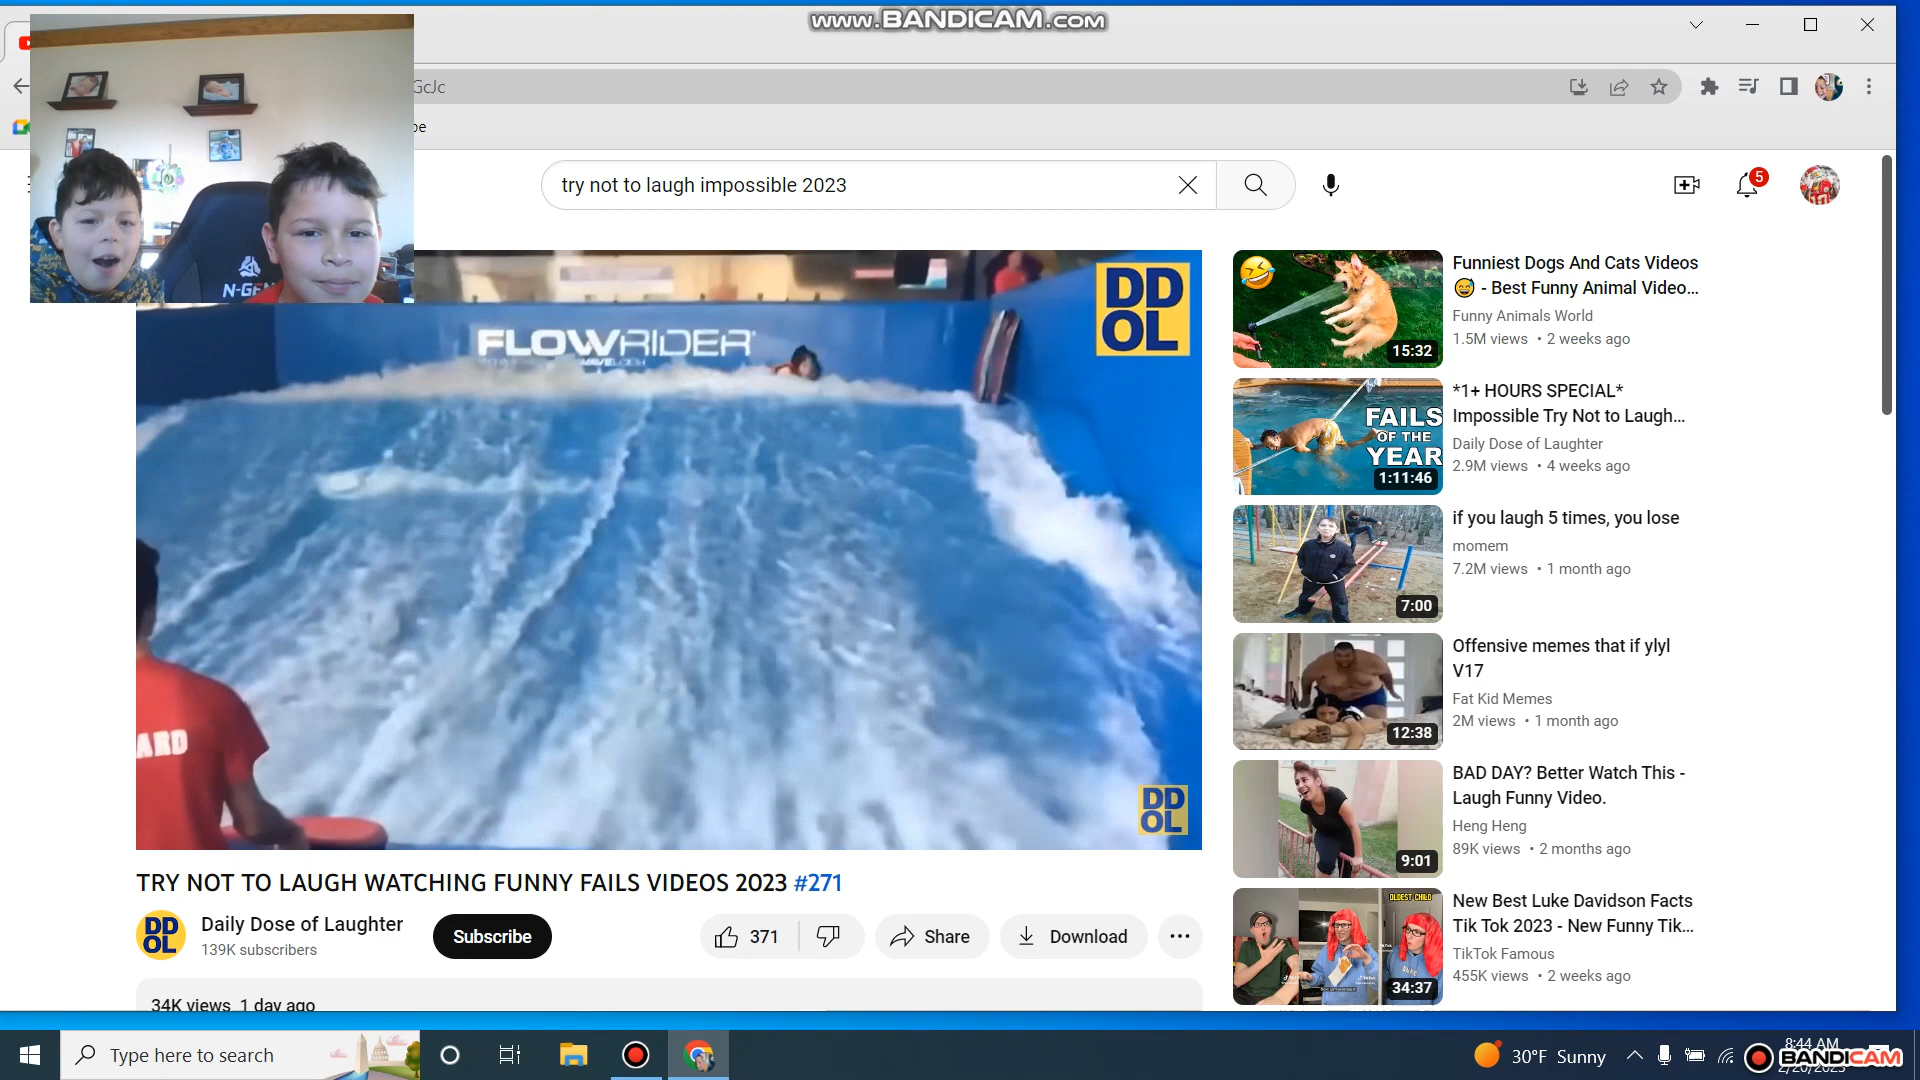 www.BANDICAM.com
GcJc
be
try not to laugh impossible 2023
5
N-GEN
FLOWRIDER
DD
OL
ARD
DD
OL
TRY NOT TO LAUGH WATCHING FUNNY FAILS VIDEOS 2023 #271
DD
OL
Daily Dose of Laughter
139K subscribers
Subscribe
371
Share
Download
34K views 1 day ago
15:32
Funniest Dogs And Cats Videos
😅 - Best Funny Animal Video...
Funny Animals World
1.5M views • 2 weeks ago
FAILS
OF THE
YEAR
1:11:46
*1+ HOURS SPECIAL*
Impossible Try Not to Laugh...
Daily Dose of Laughter
2.9M views • 4 weeks ago
7:00
if you laugh 5 times, you lose
momem
7.2M views • 1 month ago
12:38
Offensive memes that if ylyl
V17
Fat Kid Memes
2M views • 1 month ago
9:01
BAD DAY? Better Watch This -
Laugh Funny Video.
Heng Heng
89K views • 2 months ago
OLDEST CHILD
34:37
New Best Luke Davidson Facts
Tik Tok 2023 - New Funny Tik...
TikTok Famous
455K views • 2 weeks ago
Type here to search
30°F Sunny
8:44 AM
BANDICAM